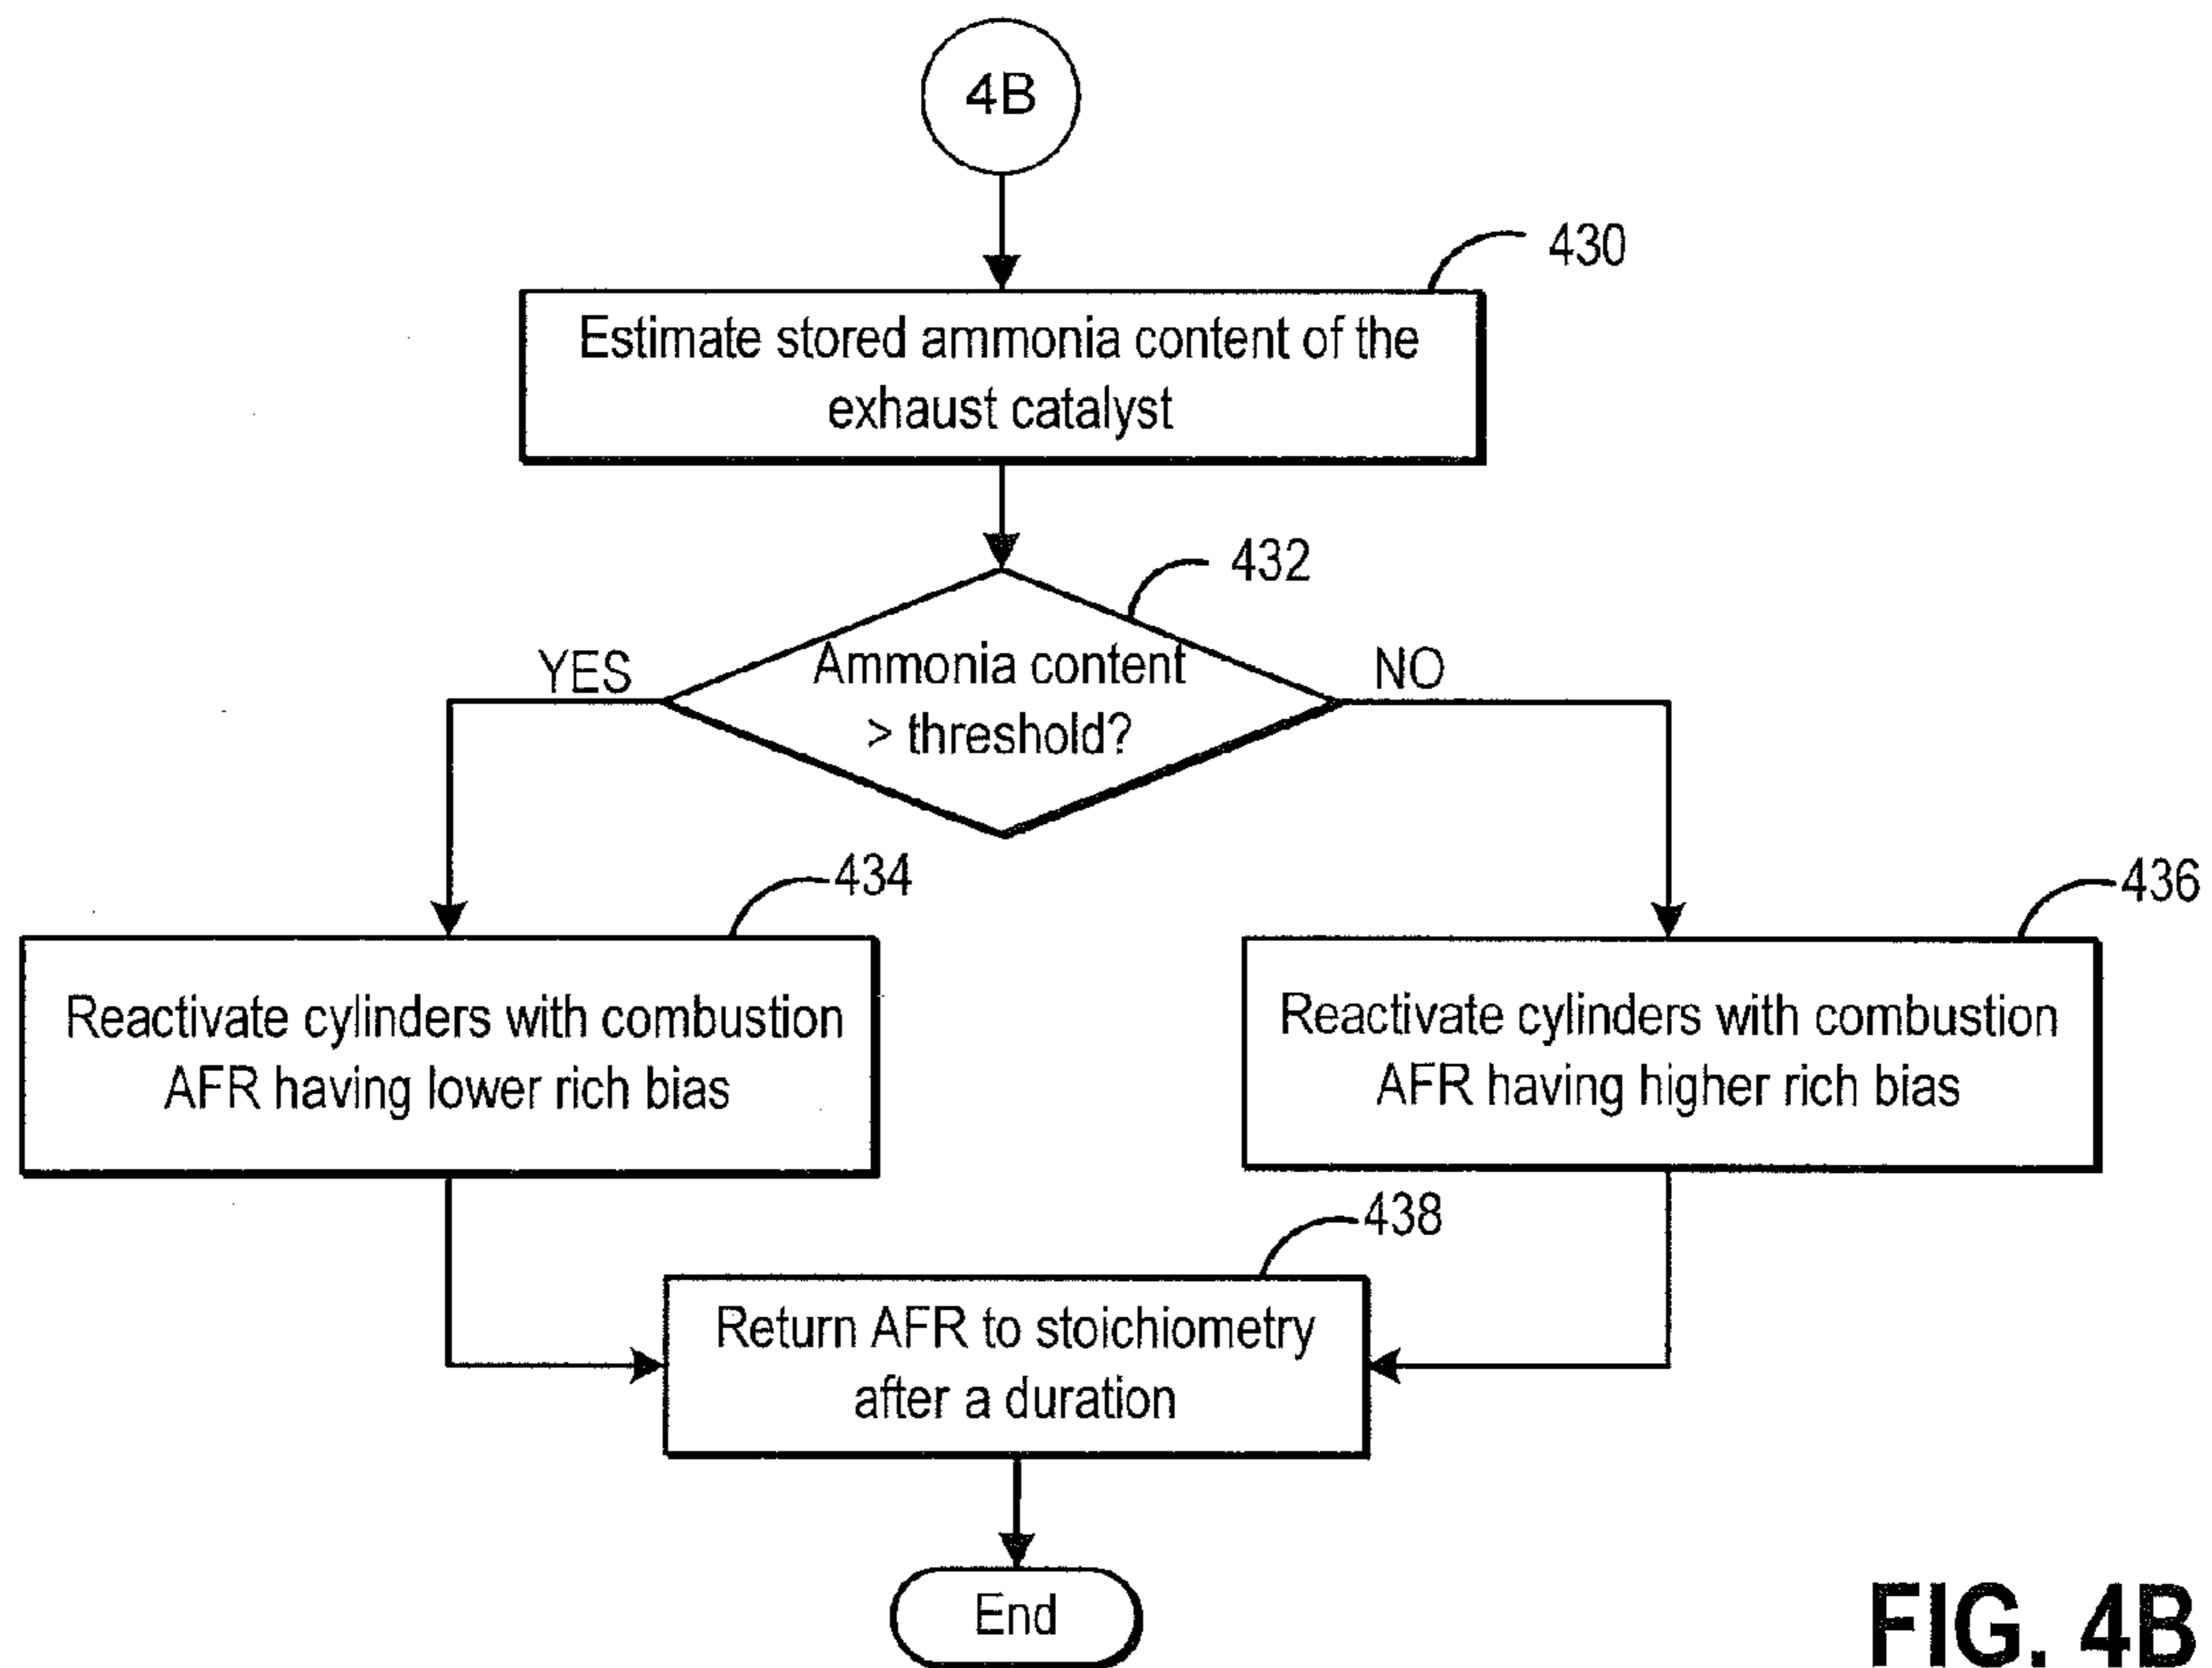 4B
430
Estimate stored ammonia content of the
exhaust catalyst
432
YES
Ammonia content
> threshold?
NO
434
Reactivate cylinders with combustion
AFR having lower rich bias
436
Reactivate cylinders with combustion
AFR having higher rich bias
438
Return AFR to stoichiometry
after a duration
End
FIG. 4B